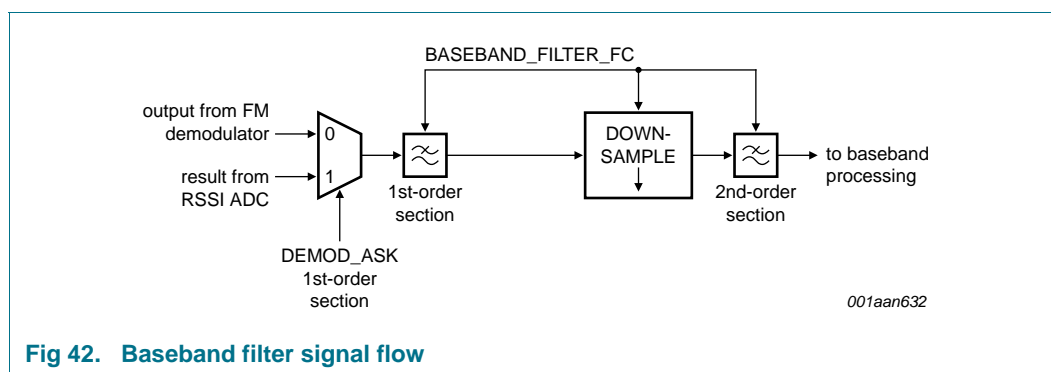 BASEBAND_FILTER_FC
output from FM
demodulator
0
1
result from
RSSI ADC
1st-order
section
DOWN-
SAMPLE
2nd-order
section
to baseband
processing
DEMOD_ASK
1st-order
section
001aan632
Fig 42. Baseband filter signal flow